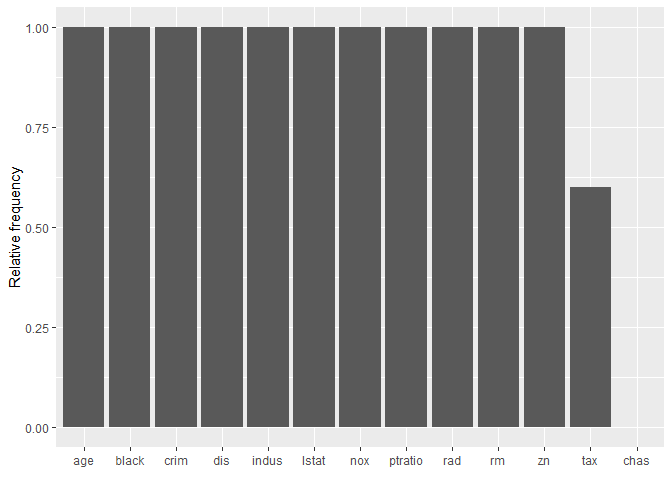 Relative frequency
1.00
0.75
0.50
0.25
0.00
age black crim dis indus lstat nox ptratio rad rm zn tax chas